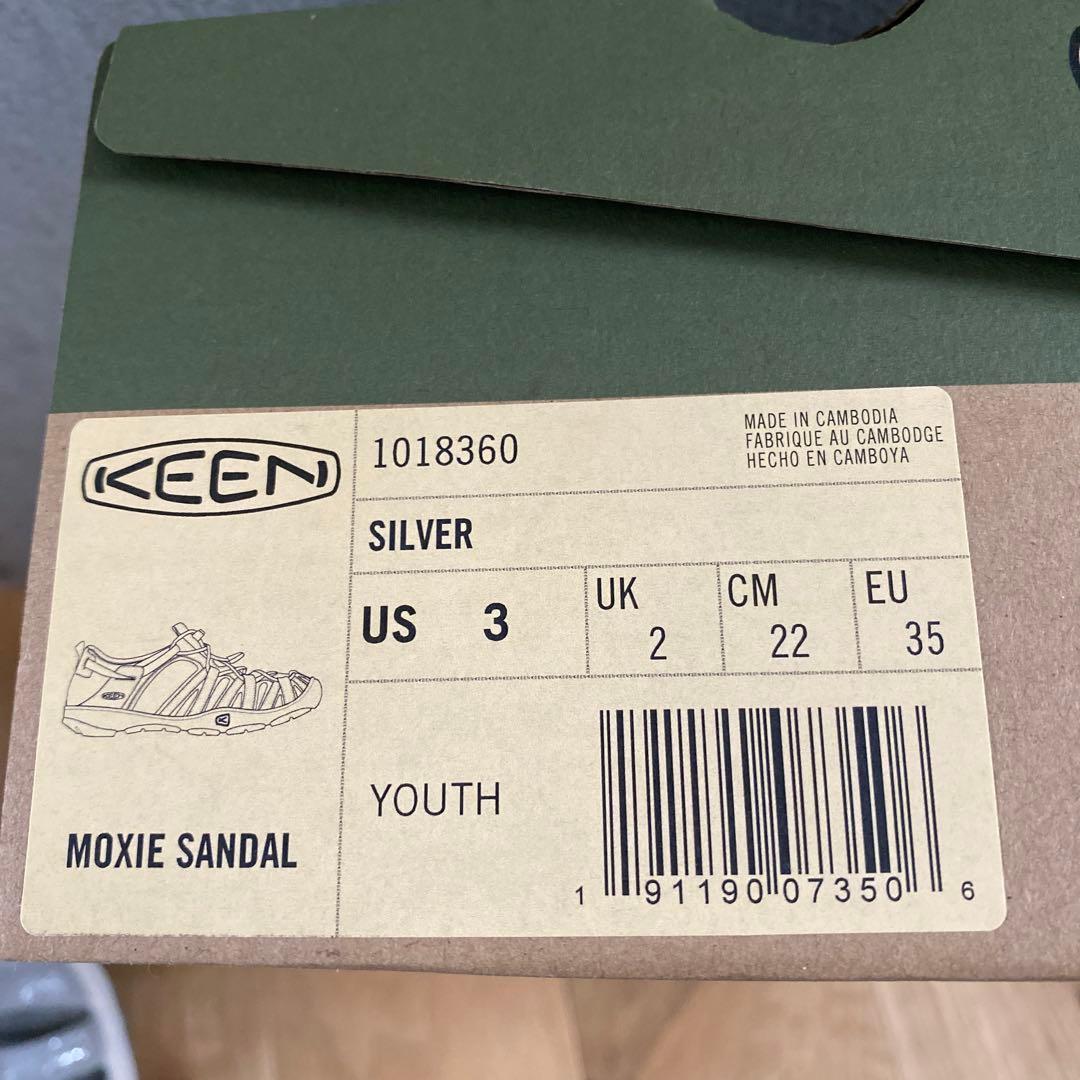 KEEN
1018360
MADE IN CAMBODIA
FABRIQUE AU CAMBODGE
HECHO EN CAMBOYA
SILVER
US 3
UK 2
CM 22
EU 35
KEEN
YOUTH
MOXIE SANDAL
1 91190 07350 6